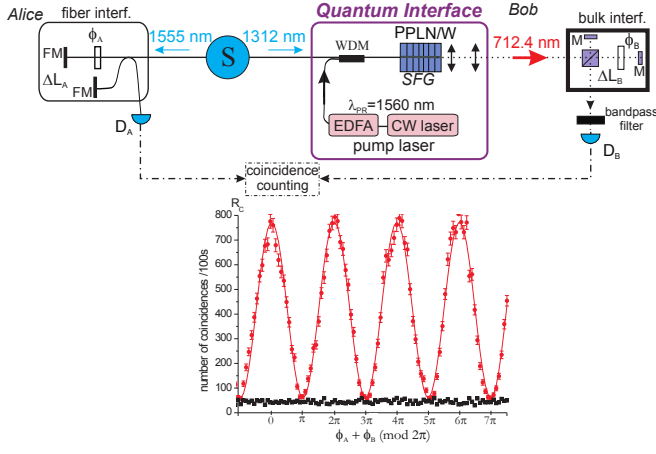 Alice
fiber interf.
Quantum Interface
Bob
bulk interf.
ϕA
FM
ΔLA
FM
1555 nm
S
1312 nm
WDM
PPLN/W
SFG
712.4 nm
M
ϕB
M
ΔLB
λPR=1560 nm
EDFA
CW laser
pump laser
DA
bandpass
filter
DB
coincidence
counting
RC
number of coincidences /100s
800
700
600
500
400
300
200
100
0
0
π
2π
3π
4π
5π
6π
7π
ϕA + ϕB (mod 2π)